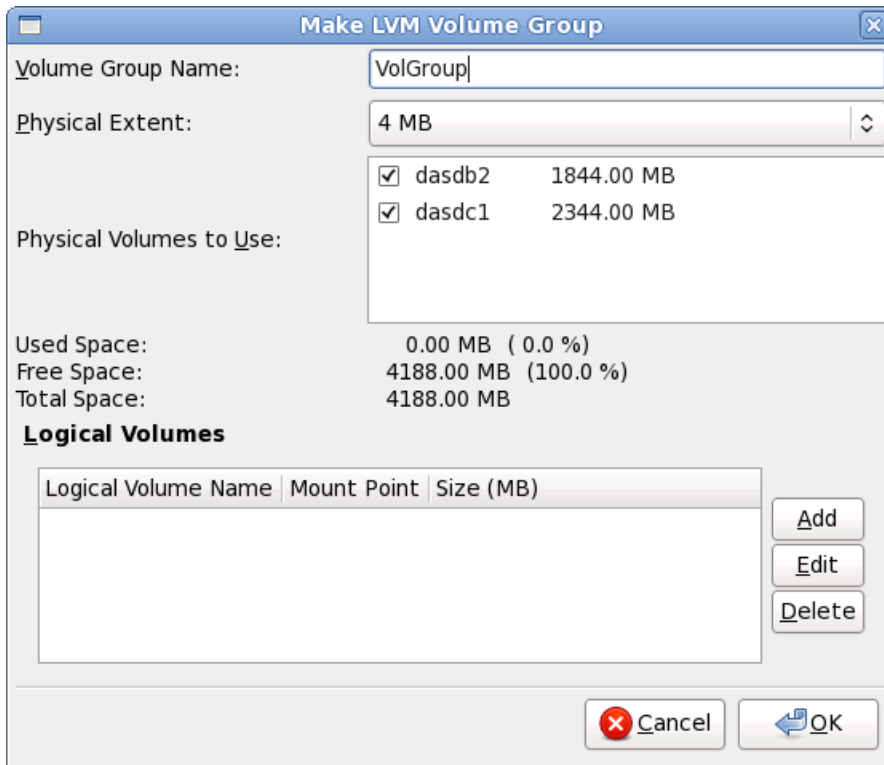 Make LVM Volume Group
Volume Group Name: VolGroup
Physical Extent: 4 MB
Physical Volumes to Use:
dasdb2 1844.00 MB
dasdc1 2344.00 MB
Used Space: 0.00 MB ( 0.0 %)
Free Space: 4188.00 MB (100.0 %)
Total Space: 4188.00 MB
Logical Volumes
Logical Volume Name Mount Point Size (MB)
Add
Edit
Delete
Cancel OK